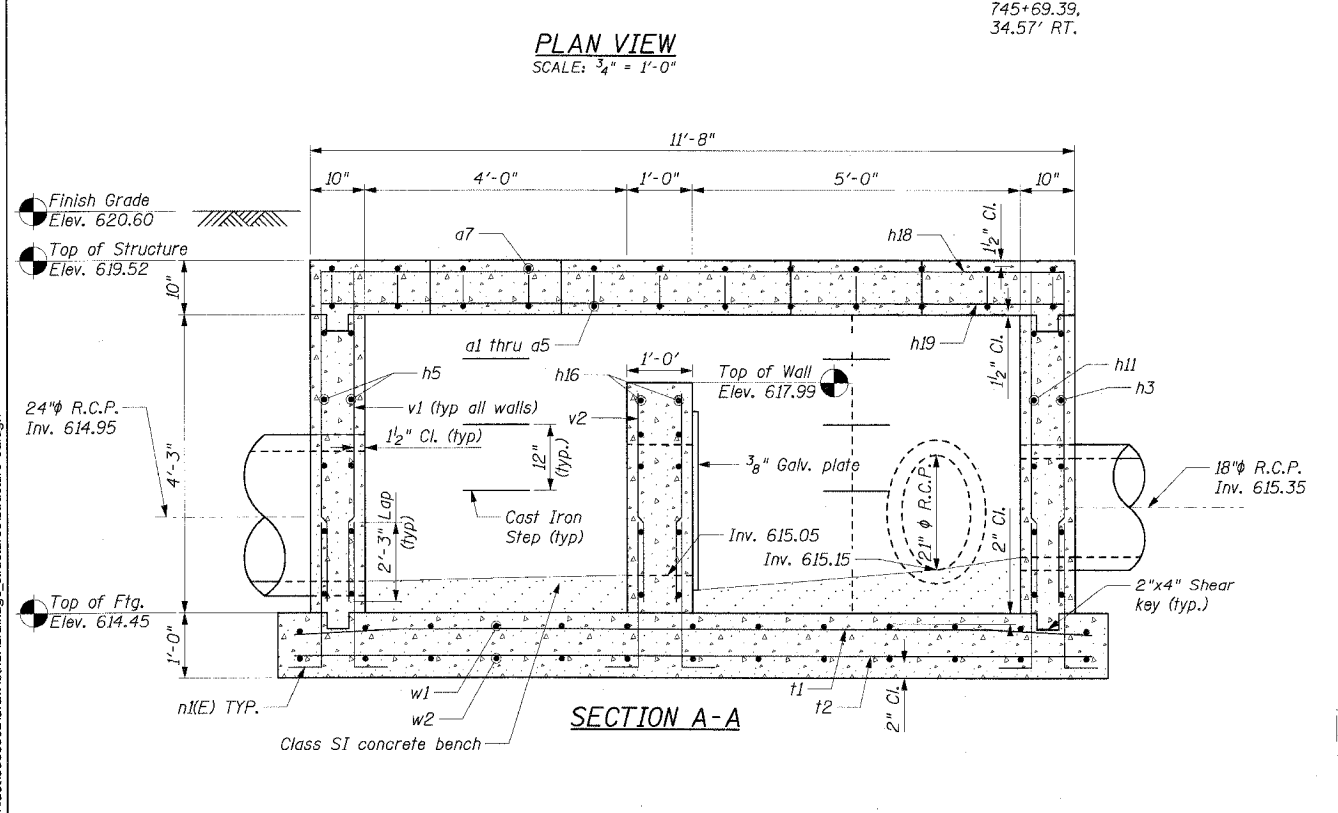 745+69.39,
34.57' RT.
PLAN VIEW
SCALE: 3/4" = 1'-0"
11'-8"
10"
4'-0"
1'-0"
5'-0"
10"
Finish Grade
Elev. 620.60
Top of Structure
Elev. 619.52
10"
a7
h18
1 1/2" Cl.
a1 thru a5
h19
1 1/2" Cl.
1'-0'
Top of Wall
Elev. 617.99
h5
h16
h11
h3
v1 (typ all walls)
v2
24"ϕ R.C.P.
Inv. 614.95
1 1/2" Cl. (typ)
12"
(typ.)
4'-3"
3/8" Galv. plate
18"ϕ R.C.P.
Inv. 615.35
Cast Iron
Step (typ)
2'-3" Lap
(typ)
21" ϕ R.C.P.
2" Cl.
Inv. 615.05
Inv. 615.15
2"x4" Shear
key (typ.)
Top of Ftg.
Elev. 614.45
1'-0"
n1(E) TYP.
w1
w2
t1
t2
2" Cl.
Class SI concrete bench
SECTION A-A